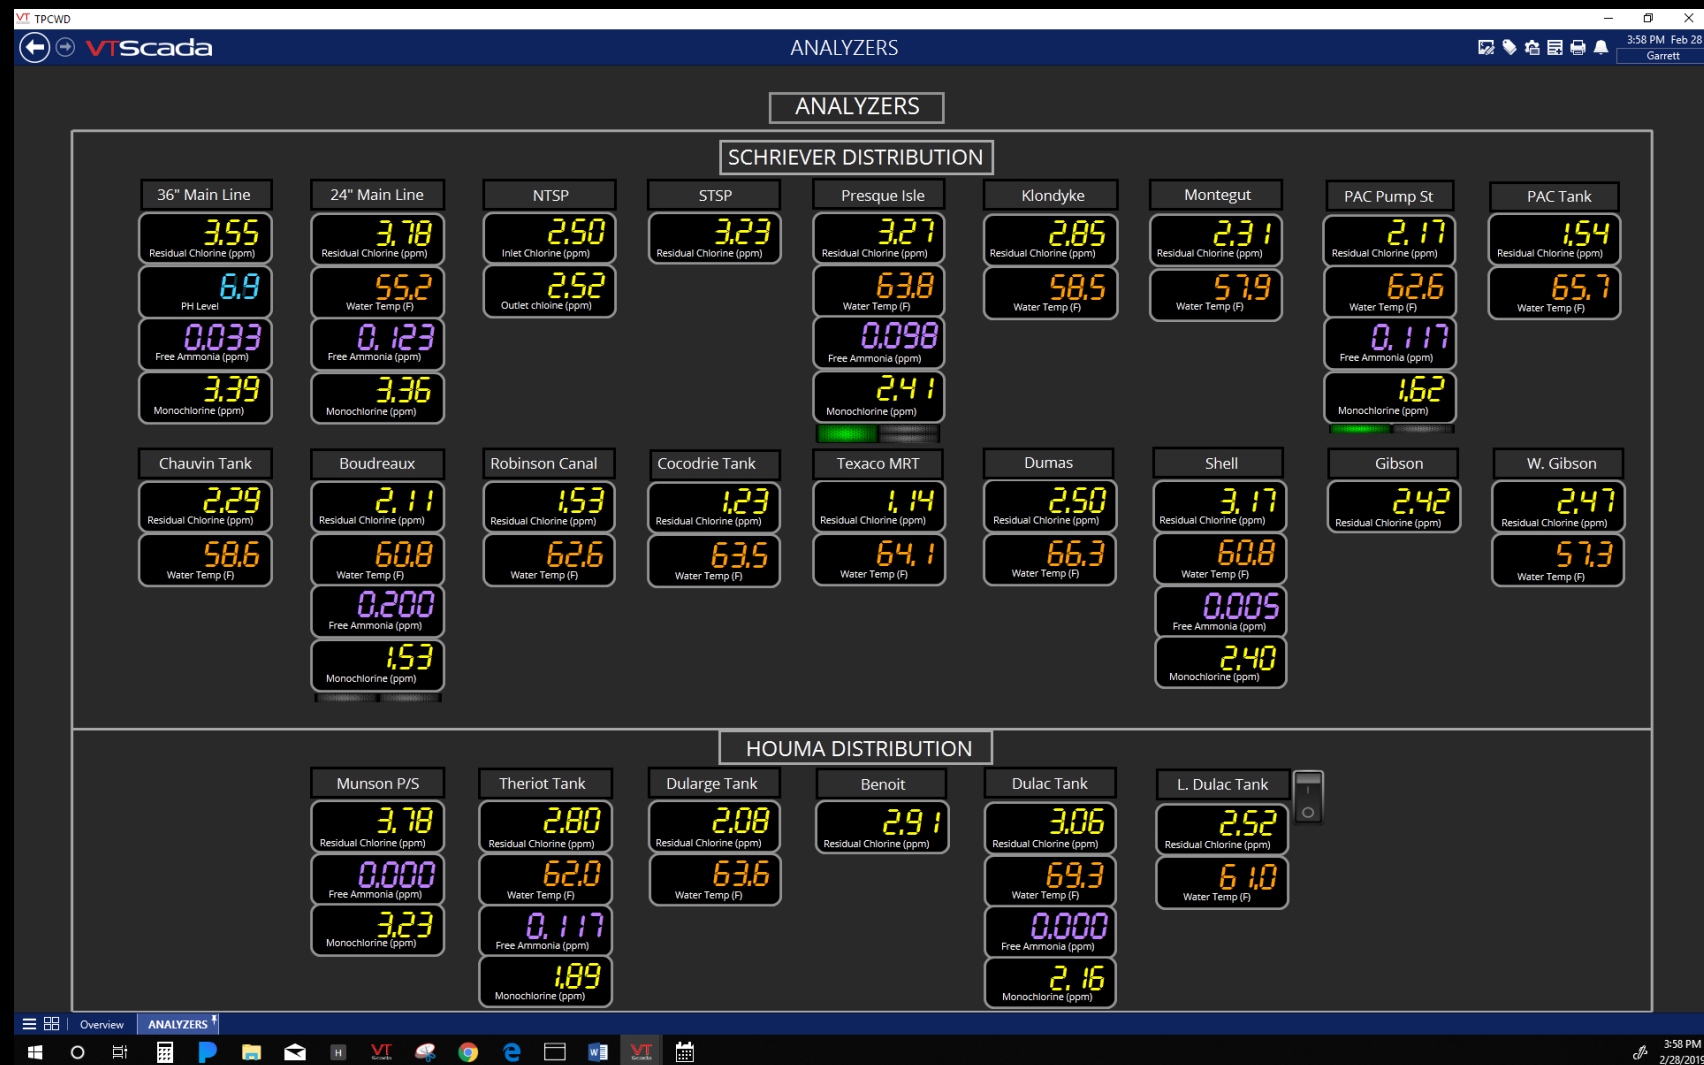 VT TPCWD
VTScada
ANALYZERS
3:58 PM Feb 28
Garrett
ANALYZERS
SCHRIEVER DISTRIBUTION
36" Main Line
3.55
Residual Chlorine (ppm)
6.9
PH Level
0.033
Free Ammonia (ppm)
3.39
Monochlorine (ppm)
24" Main Line
3.78
Residual Chlorine (ppm)
55.2
Water Temp (F)
0.123
Free Ammonia (ppm)
3.36
Monochlorine (ppm)
NTSP
2.50
Inlet Chlorine (ppm)
2.52
Outlet chloine (ppm)
STSP
3.23
Residual Chlorine (ppm)
Presque Isle
3.27
Residual Chlorine (ppm)
63.8
Water Temp (F)
0.098
Free Ammonia (ppm)
2.41
Monochlorine (ppm)
Klondyke
2.85
Residual Chlorine (ppm)
58.5
Water Temp (F)
Montegut
2.31
Residual Chlorine (ppm)
57.9
Water Temp (F)
PAC Pump St
2.17
Residual Chlorine (ppm)
62.6
Water Temp (F)
0.117
Free Ammonia (ppm)
1.62
Monochlorine (ppm)
PAC Tank
1.54
Residual Chlorine (ppm)
65.7
Water Temp (F)
Chauvin Tank
2.29
Residual Chlorine (ppm)
58.6
Water Temp (F)
Boudreaux
2.11
Residual Chlorine (ppm)
60.8
Water Temp (F)
0.200
Free Ammonia (ppm)
1.53
Monochlorine (ppm)
Robinson Canal
1.53
Residual Chlorine (ppm)
62.6
Water Temp (F)
Cocodrie Tank
1.23
Residual Chlorine (ppm)
63.5
Water Temp (F)
Texaco MRT
1.14
Residual Chlorine (ppm)
64.1
Water Temp (F)
Dumas
2.50
Residual Chlorine (ppm)
66.3
Water Temp (F)
Shell
3.17
Residual Chlorine (ppm)
60.8
Water Temp (F)
0.005
Free Ammonia (ppm)
2.40
Monochlorine (ppm)
Gibson
2.42
Residual Chlorine (ppm)
W. Gibson
2.47
Residual Chlorine (ppm)
57.3
Water Temp (F)
HOUMA DISTRIBUTION
Munson P/S
3.78
Residual Chlorine (ppm)
0.000
Free Ammonia (ppm)
3.23
Monochlorine (ppm)
Theriot Tank
2.80
Residual Chlorine (ppm)
62.0
Water Temp (F)
0.117
Free Ammonia (ppm)
1.89
Monochlorine (ppm)
Dularge Tank
2.08
Residual Chlorine (ppm)
63.6
Water Temp (F)
Benoit
2.91
Residual Chlorine (ppm)
Dulac Tank
3.06
Residual Chlorine (ppm)
69.3
Water Temp (F)
0.000
Free Ammonia (ppm)
2.16
Monochlorine (ppm)
L. Dulac Tank
2.52
Residual Chlorine (ppm)
61.0
Water Temp (F)
Overview
ANALYZERS
3:58 PM
2/28/2019